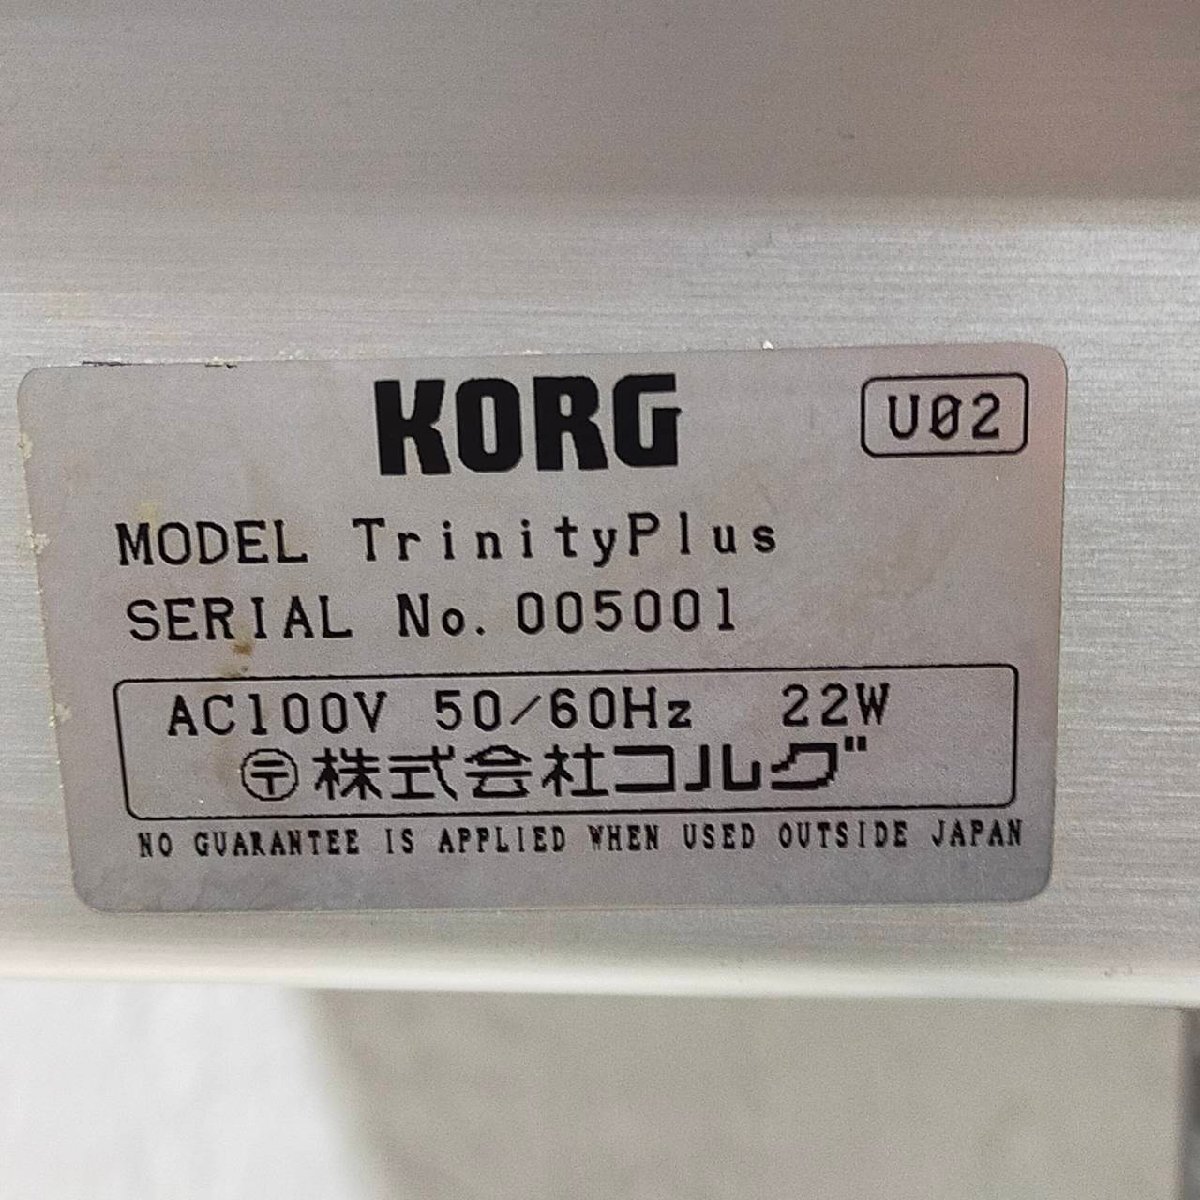 KORG
U02
MODEL TrinityPlus
SERIAL No. 005001
AC100V 50/60Hz 22W
〶株式会社コルグ
NO GUARANTEE IS APPLIED WHEN USED OUTSIDE JAPAN